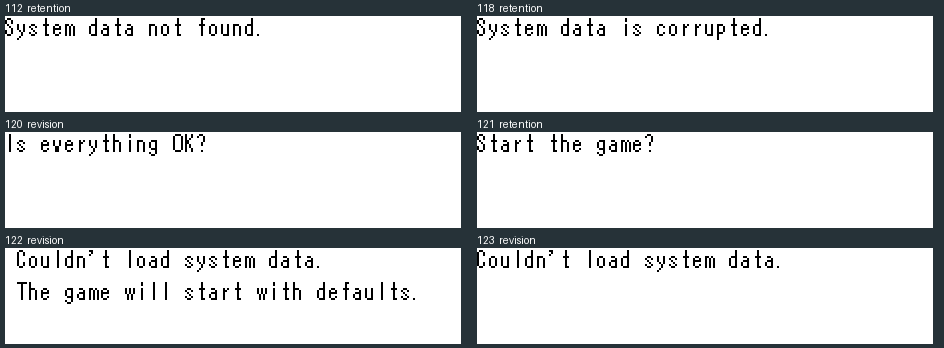 112 retention
System data not found.
118 retention
System data is corrupted.
120 revision
Is everything OK?
121 retention
Start the game?
122 revision
Couldn't load system data.
The game will start with defaults.
123 revision
Couldn't load system data.